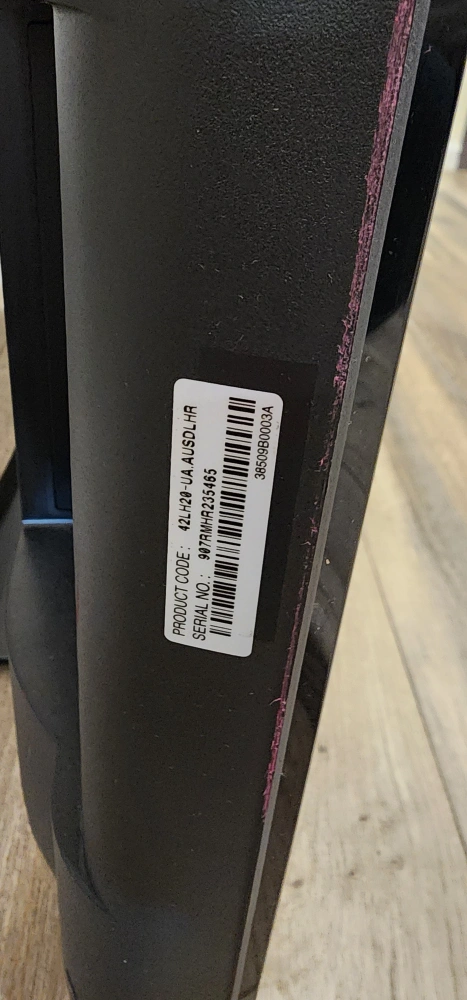 PRODUCT CODE : 42LH20-UA.AUSDLHR
SERIAL NO. : 907RMHR235465
38509B0003A